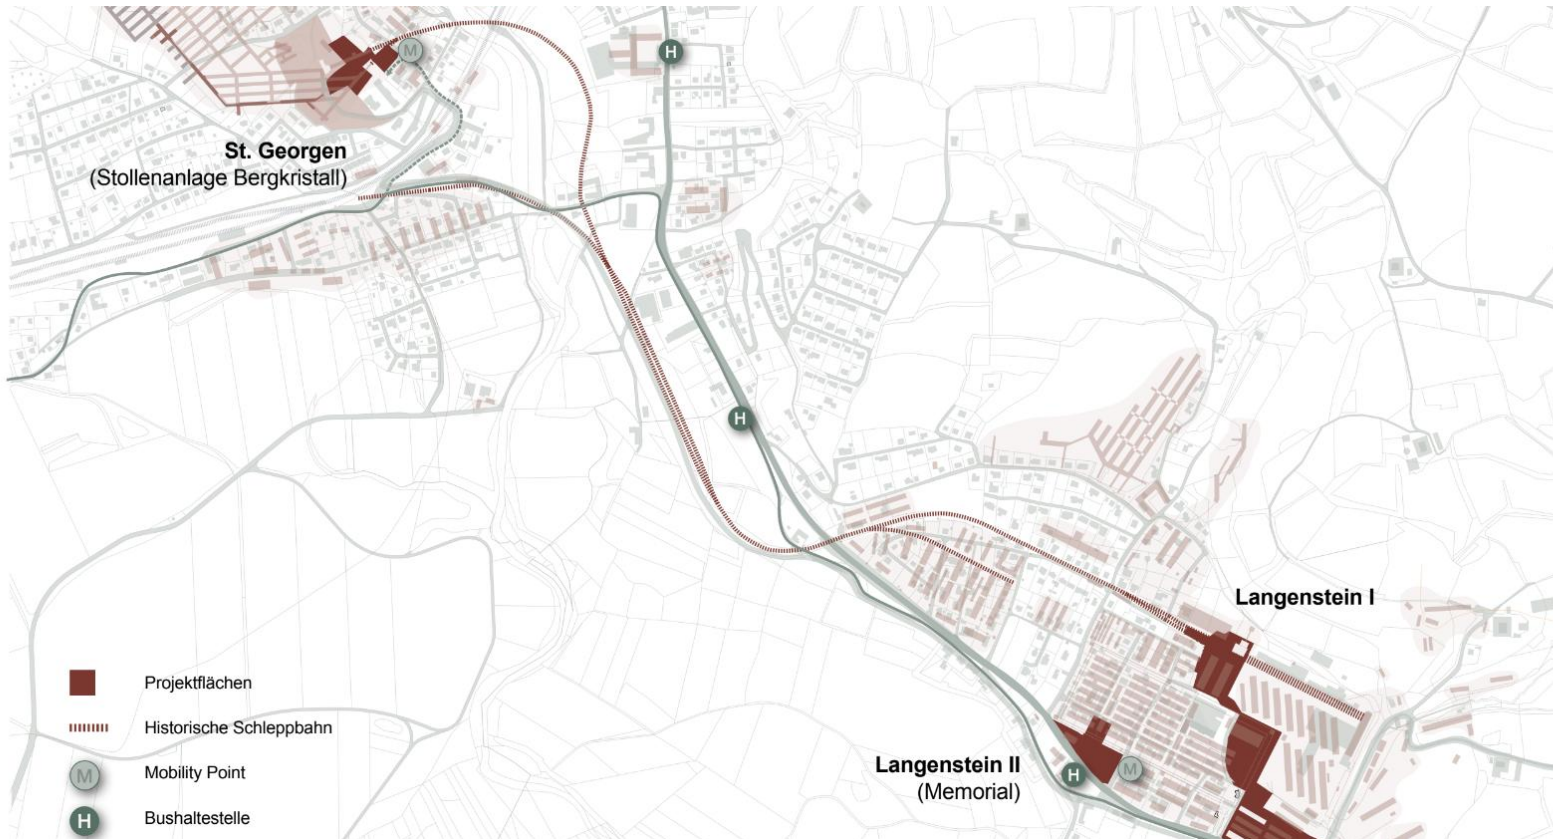 M
H
St. Georgen
(Stollenanlage Bergkristall)
H
Langenstein I
Projektflächen
Historische Schleppbahn
Langenstein II
(Memorial)
H
M
M
Mobility Point
H
Bushaltestelle